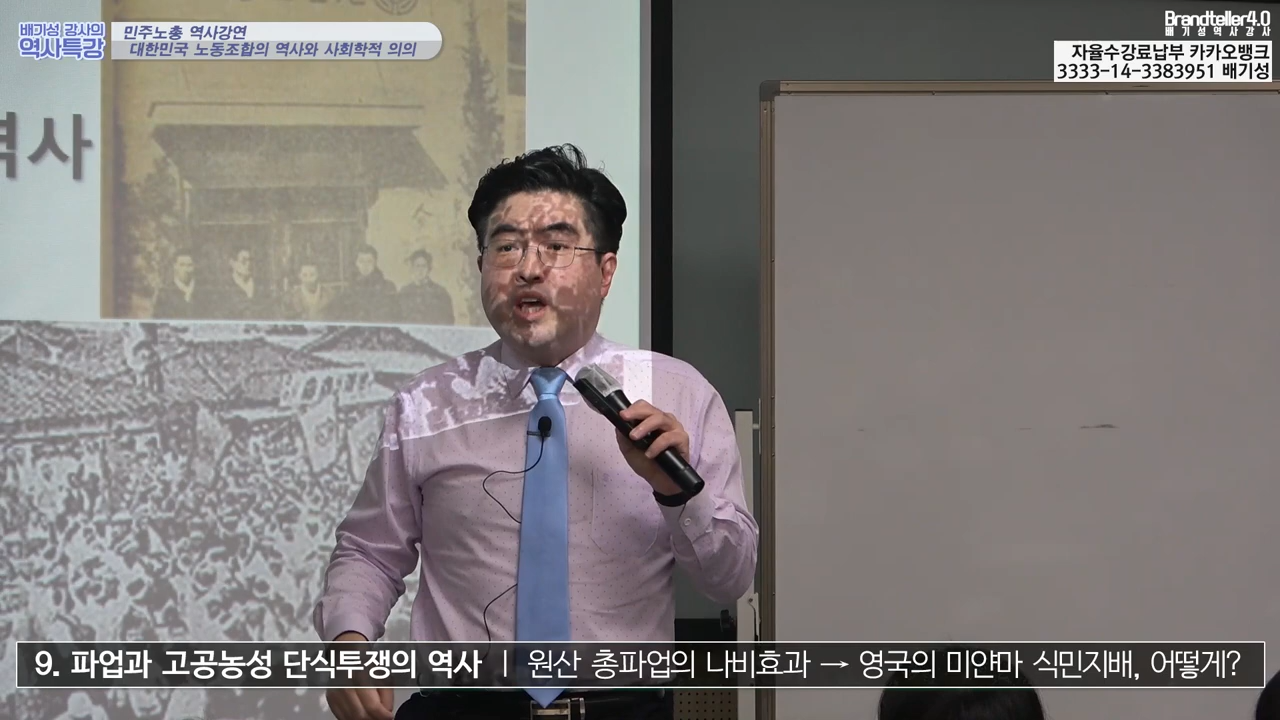 배기성 강사의
역사특강
민주노총 역사강연
대한민국 노동조합의 역사와 사회학적 의의
Brandteller4.0
배기성역사강사
자율수강료납부 카카오뱅크
3333-14-3383951 배기성
역사
9. 파업과 고공농성 단식투쟁의 역사 ㅣ 원산 총파업의 나비효과 → 영국의 미얀마 식민지배, 어떻게?